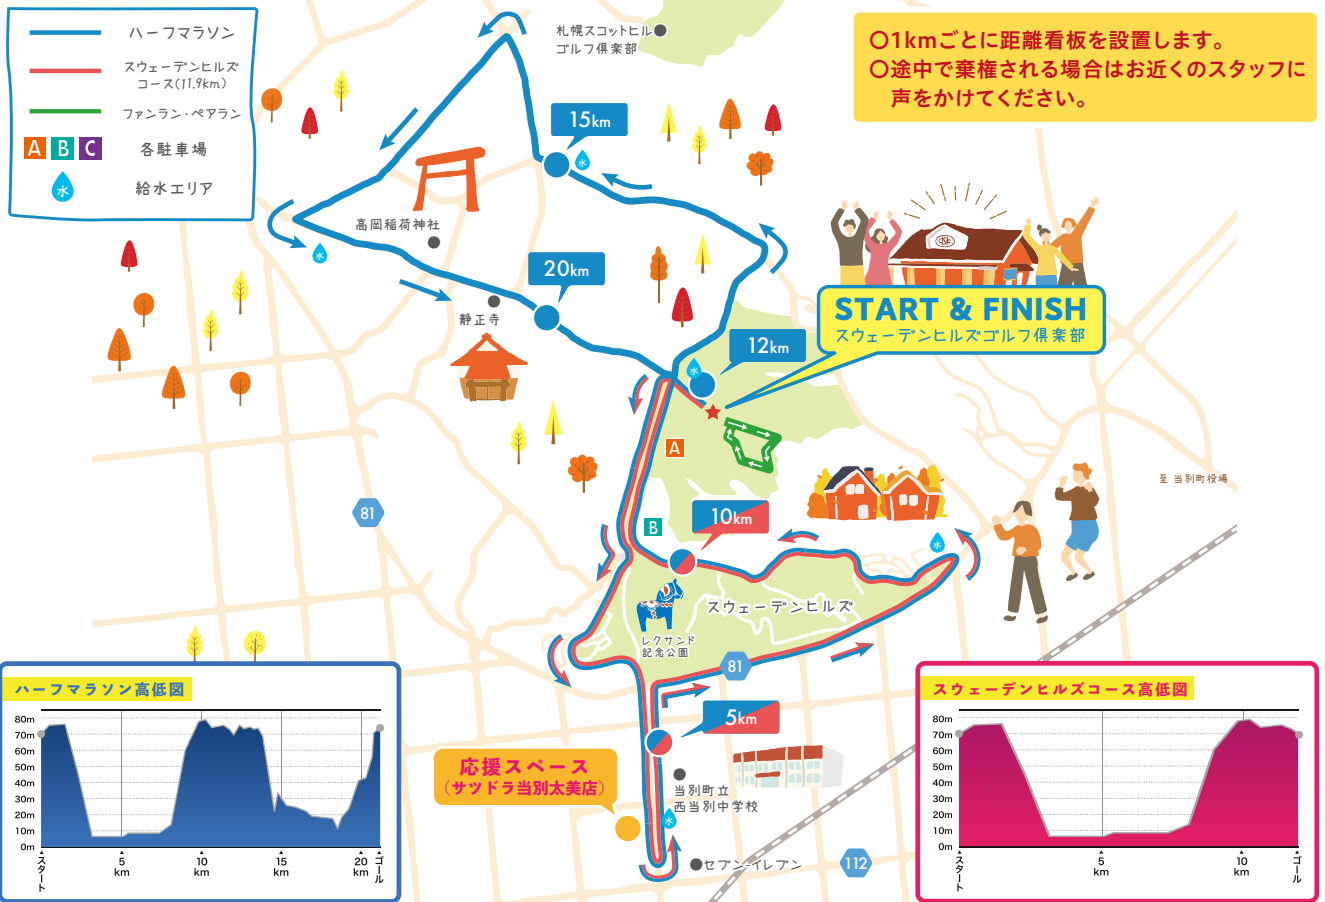 ハーフマラソン
スウェーデンヒルズ
コース(11.9km)
ファンラン・ペアラン
A B C
各駐車場
水
給水エリア
札幌スコットヒル
ゴルフ倶楽部
○1kmごとに距離看板を設置します。
○途中で棄権される場合はお近くのスタッフに
声をかけてください。
15km
水
高岡稲荷神社
水
20km
静正寺
START & FINISH
スウェーデンヒルズゴルフ倶楽部
12km
水
A
至 当別町役場
81
B
10km
水
スウェーデンヒルズ
レクサンド
記念公園
81
5km
応援スペース
(サツドラ当別太美店)
当別町立
西当別中学校
水
セブン-イレブン
112
ハーフマラソン高低図
80m
70m
60m
50m
40m
30m
20m
10m
0m
スタート
5
km
10
km
15
km
20
km
ゴール
スウェーデンヒルズコース高低図
80m
70m
60m
50m
40m
30m
20m
10m
0m
スタート
5
km
10
km
ゴール